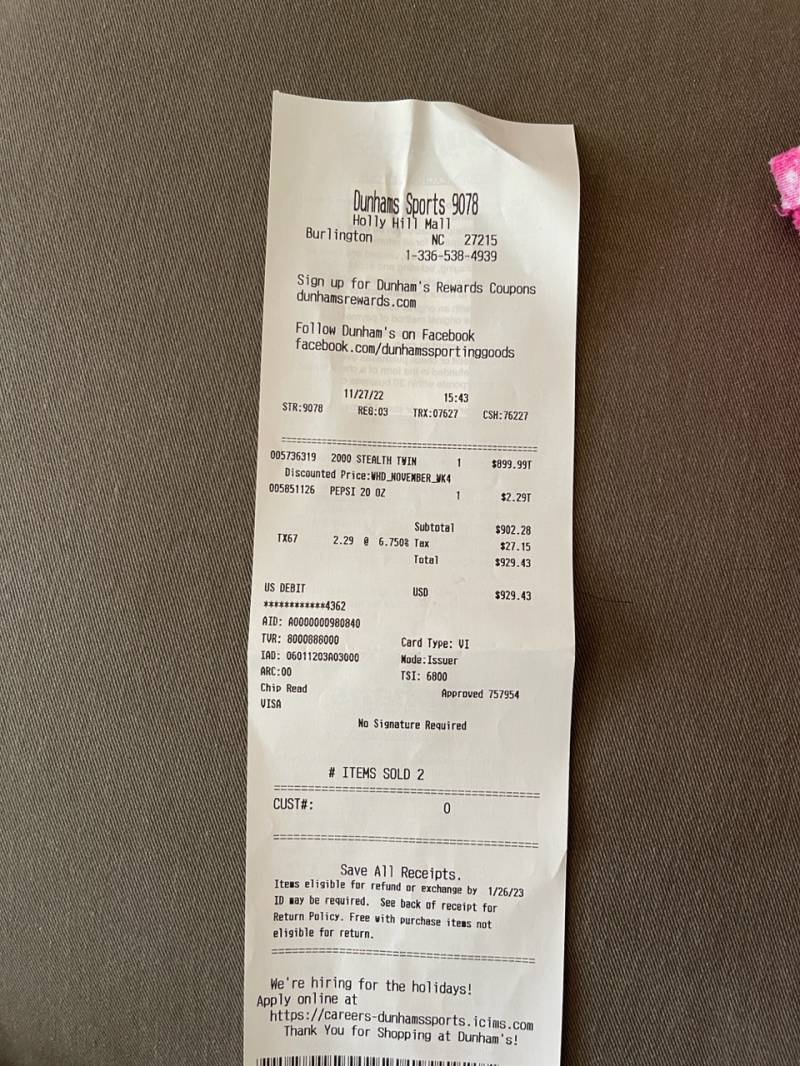 Dunhams Sports 9078
Holly Hill Mall
Burlington NC 27215
1-336-538-4939
Sign up for Dunham's Rewards Coupons
dunhamsrewards.com
Follow Dunham's on Facebook
facebook.com/dunhamssportinggoods
11/27/22 15:43
STR:9078 REG:03 TRX:07627 CSH:76227
005736319 2000 STEALTH TWIN 1 $899.99T
Discounted Price:WHD_NOVEMBER_WK4
005851126 PEPSI 20 OZ 1 $2.29T
Subtotal $902.28
TX67 2.29 @ 6.750% Tax $27.15
Total $929.43
US DEBIT USD $929.43
************4362
AID: A0000000980840
TVR: 8000888000 Card Type: VI
IAD: 06011203A03000 Mode:Issuer
ARC:00 TSI: 6800
Chip Read Approved 757954
VISA
No Signature Required
# ITEMS SOLD 2
CUST#: 0
Save All Receipts.
Items eligible for refund or exchange by 1/26/23
ID may be required. See back of receipt for
Return Policy. Free with purchase items not
eligible for return.
We're hiring for the holidays!
Apply online at
https://careers-dunhamssports.icims.com
Thank You for Shopping at Dunham's!